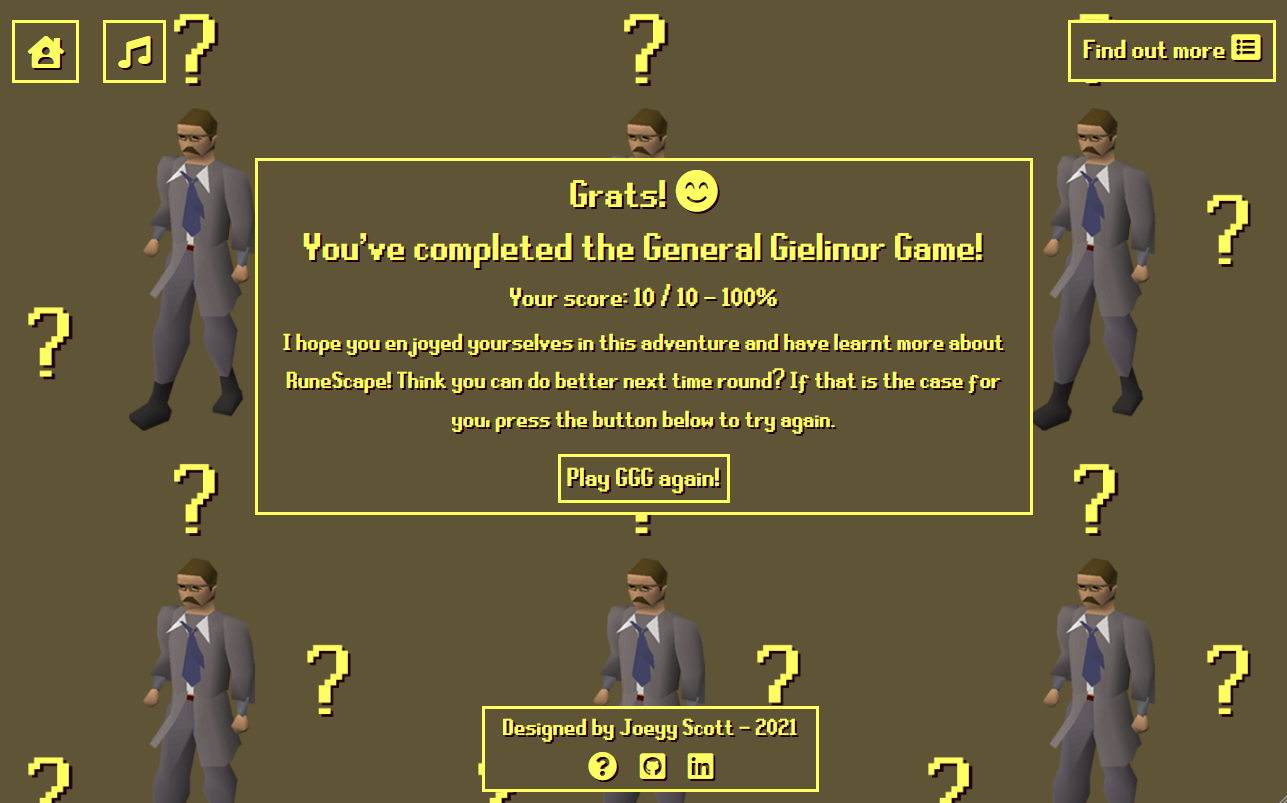 Find out more
Grats!
You've completed the General Gielinor Game!
Your score: 10 / 10 - 100%
I hope you enjoyed yourselves in this adventure and have learnt more about
RuneScape! Think you can do better next time round? If that is the case for
you, press the button below to try again.
Play GGG again!
Designed by Joeyy Scott - 2021